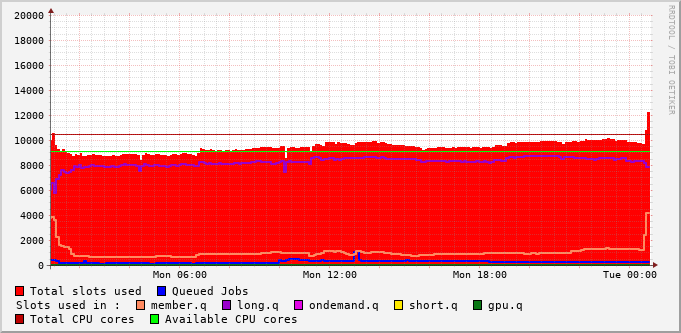 20000
18000
16000
14000
12000
10000
8000
6000
4000
2000
0
Mon 06:00 Mon 12:00 Mon 18:00 Tue 00:00
Total slots used Queued Jobs
Slots used in : member.q long.q ondemand.q short.q gpu.q
Total CPU cores Available CPU cores
RRDTOOL / TOBI OETIKER